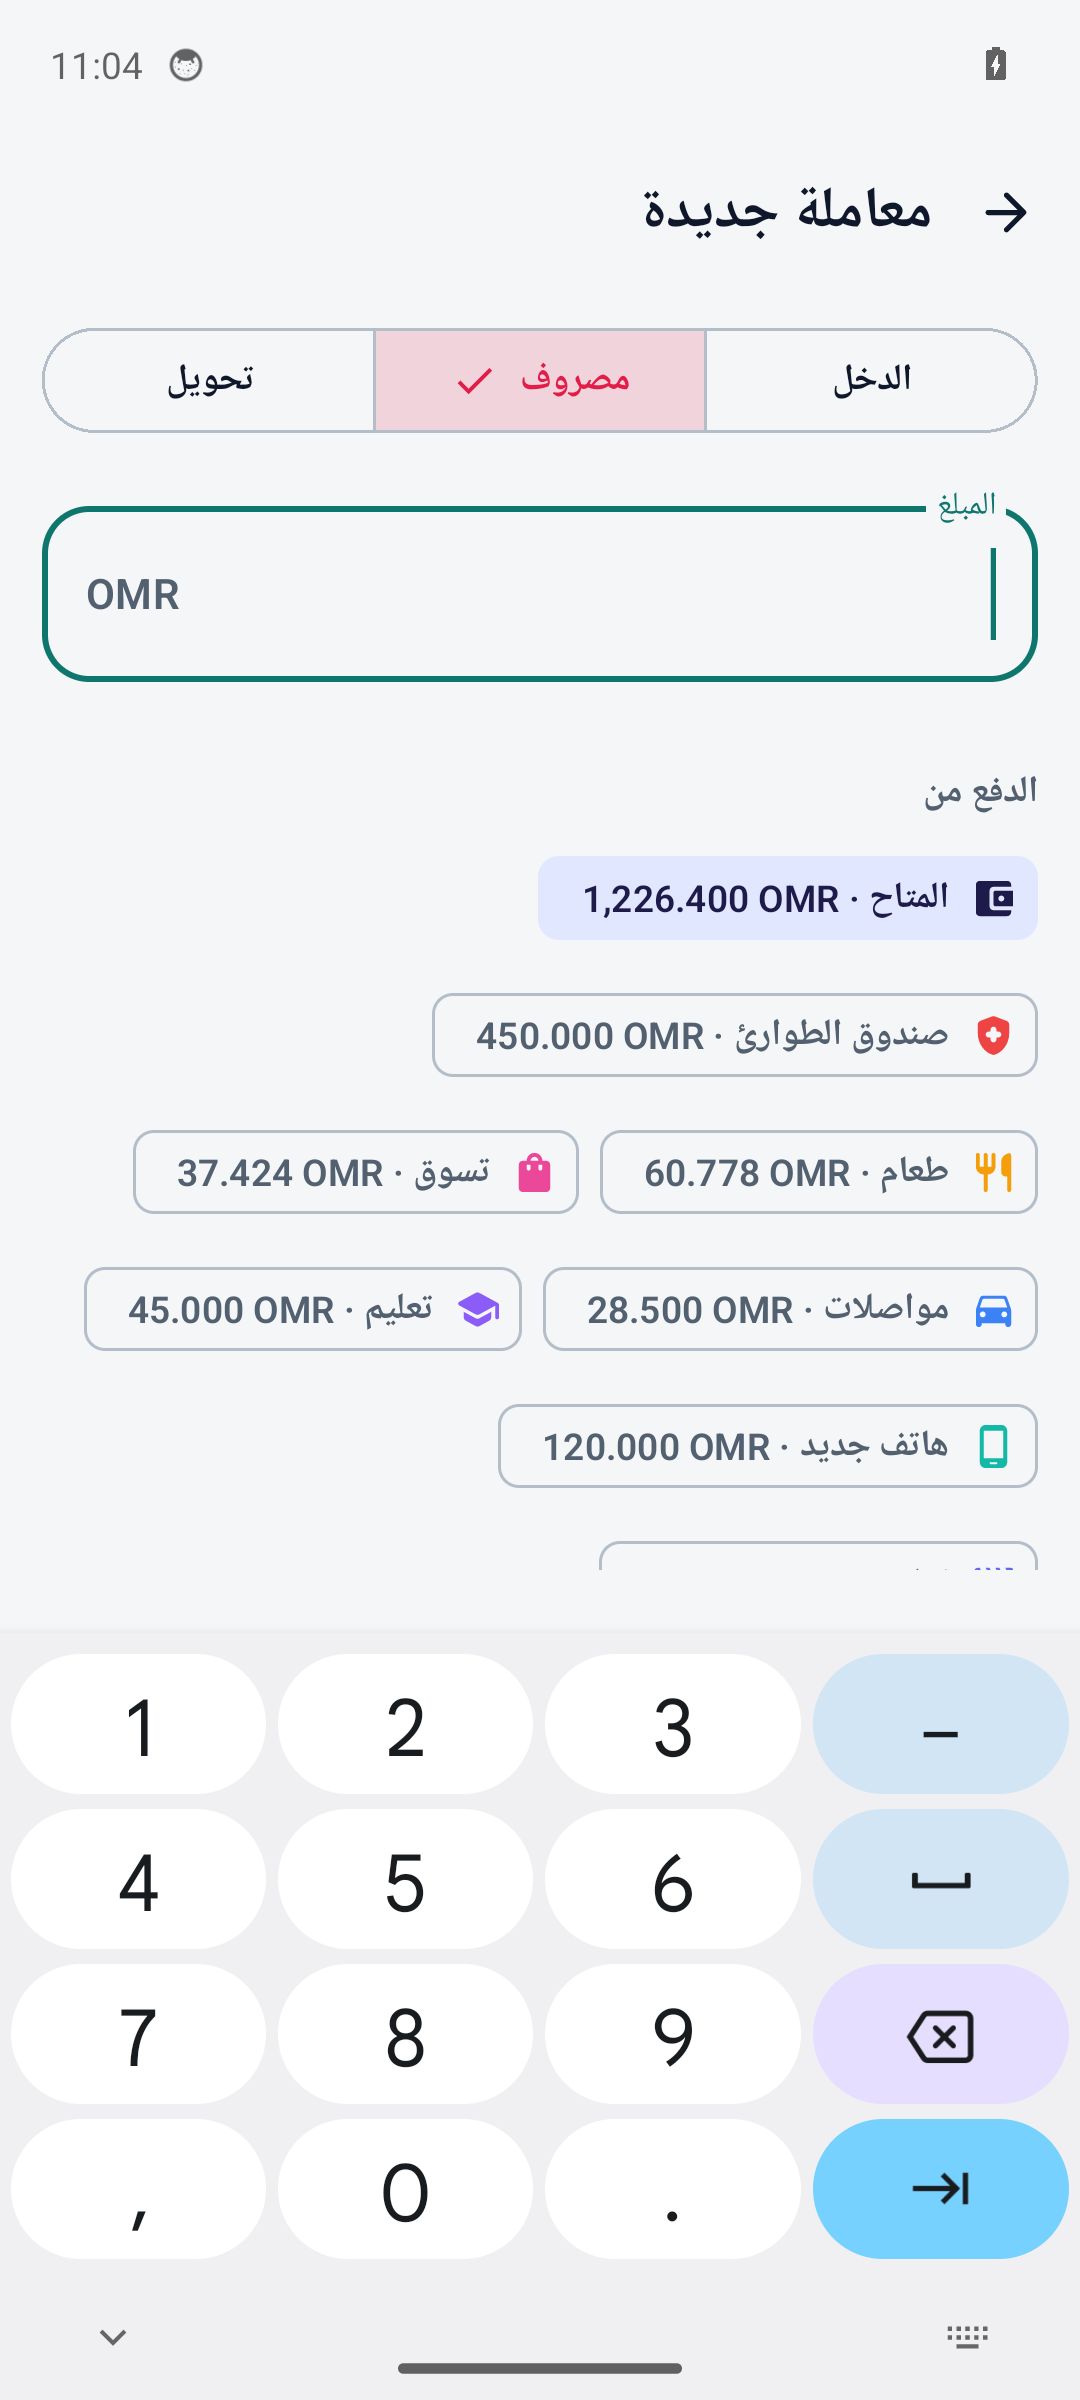 11:04
معاملة جديدة
الدخل
مصروف
تحويل
المبلغ
OMR
الدفع من
المتاح · 1,226.400 OMR
صندوق الطوارئ · 450.000 OMR
طعام · 60.778 OMR
تسوق · 37.424 OMR
مواصلات · 28.500 OMR
تعليم · 45.000 OMR
هاتف جديد · 120.000 OMR
1 2 3 –
4 5 6
7 8 9
, 0 .